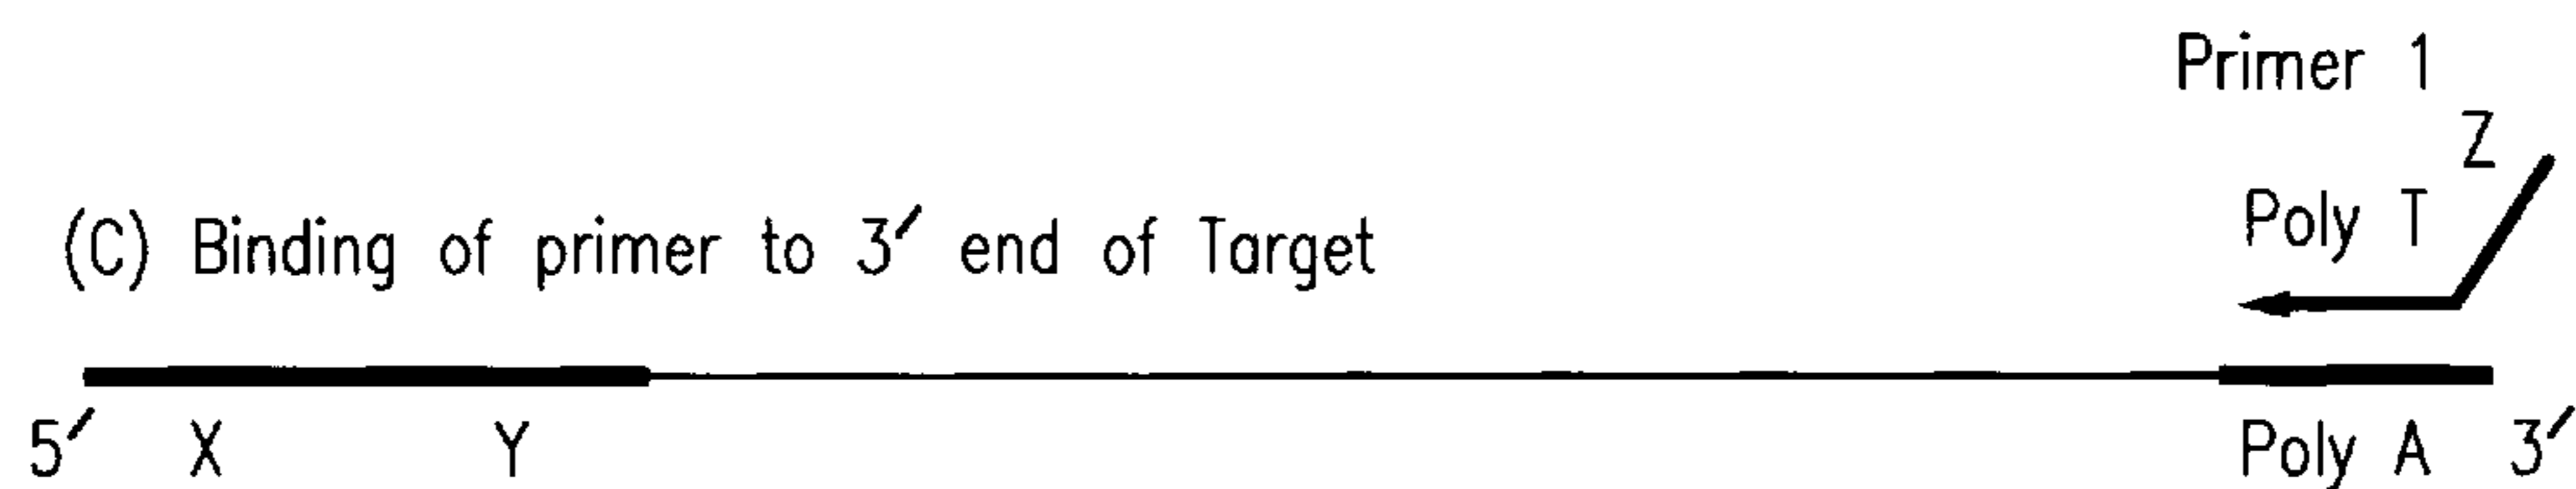 Primer 1
Z
Poly T
(C) Binding of primer to 3′ end of Target
5′ X Y Poly A 3′